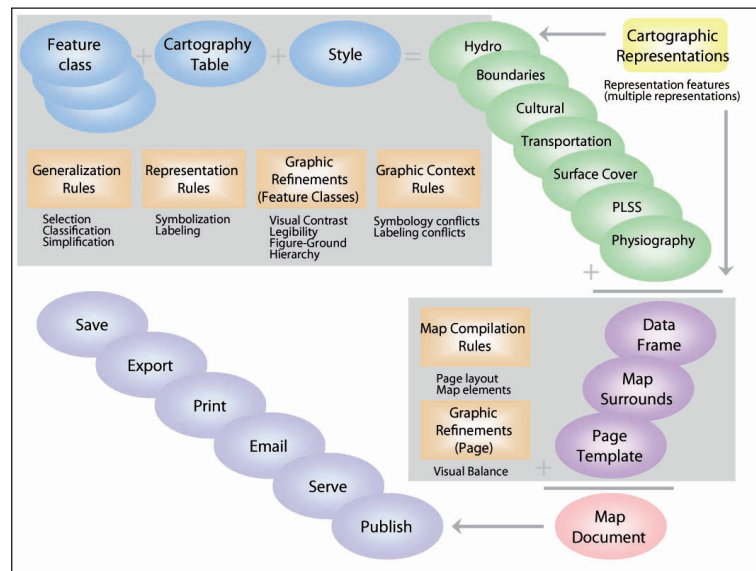 Feature
class
+
Cartography
Table
+
Style
=
Hydro
Boundaries
Cultural
Transportation
Surface Cover
PLSS
Physiography
+
Cartographic
Representations
Representation features
(multiple representations)
Generalization
Rules
Selection
Classification
Simplification
Representation
Rules
Symbolization
Labeling
Graphic
Refinements
(Feature Classes)
Visual Contrast
Legibility
Figure-Ground
Hierarchy
Graphic Context
Rules
Symbology conflicts
Labeling conflicts
Map Compilation
Rules
Page layout
Map elements
Graphic
Refinements
(Page)
Visual Balance
Data
Frame
Map
Surrounds
Page
Template
+
Map
Document
Save
Export
Print
Email
Serve
Publish